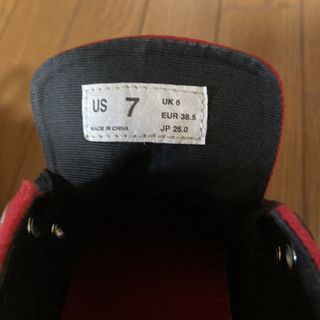 US 7
UK 6
EUR 38.5
MADE IN CHINA
JP 25.0